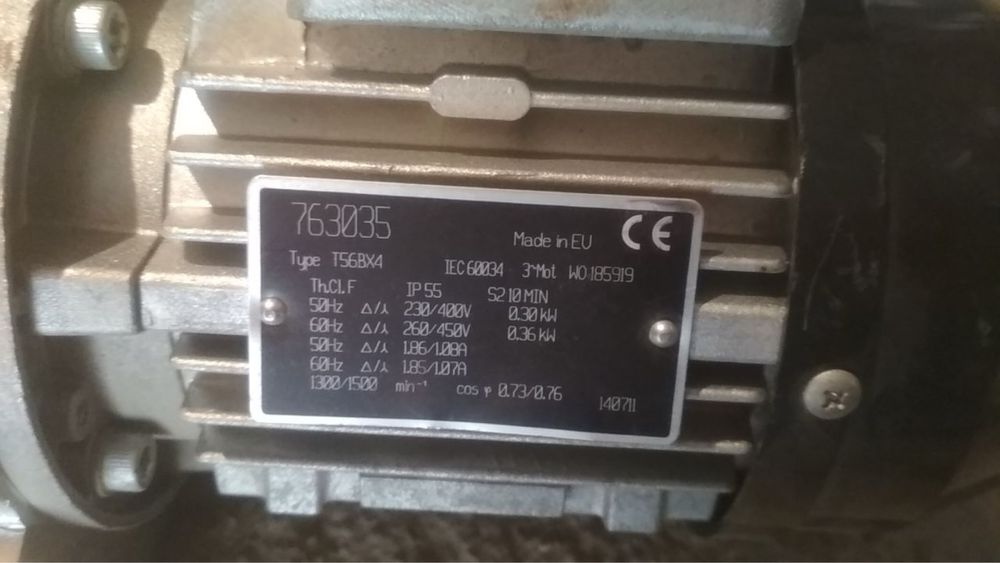 763035
Made in EU CE
Type T56BX4 IEC 60034 3~Mot WO 185919
Th.Cl. F IP 55 S2 10 MIN
50Hz Δ/⅄ 230/400V 0.30 kW
60Hz Δ/⅄ 260/450V 0.36 kW
50Hz Δ/⅄ 1.86/1.08A
60Hz Δ/⅄ 1.85/1.07A
1300/1500 min⁻¹ cos φ 0.73/0.76
140711